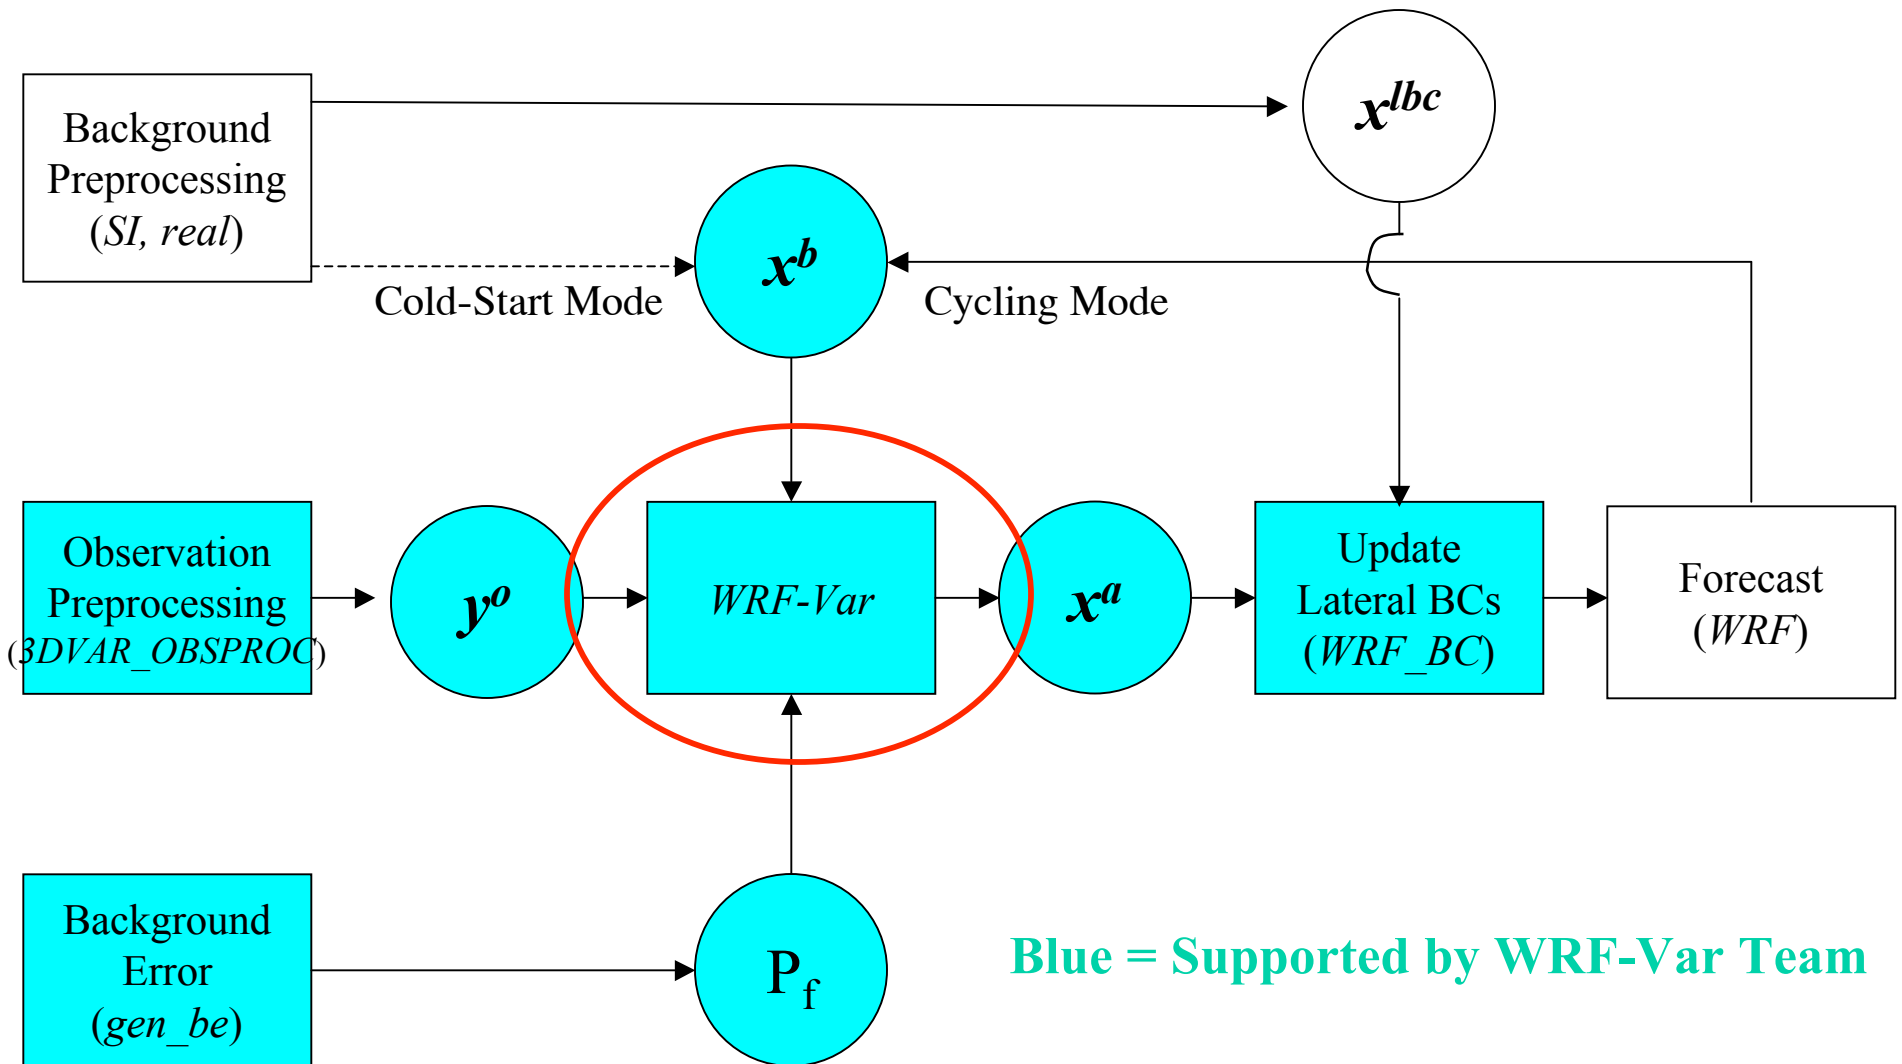 Background
Preprocessing
(SI, real)
x^lbc
x^b
Cold-Start Mode
Cycling Mode
Observation
Preprocessing
(3DVAR_OBSPROC)
y^o
WRF-Var
x^a
Update
Lateral BCs
(WRF_BC)
Forecast
(WRF)
Background
Error
(gen_be)
P_f
Blue = Supported by WRF-Var Team